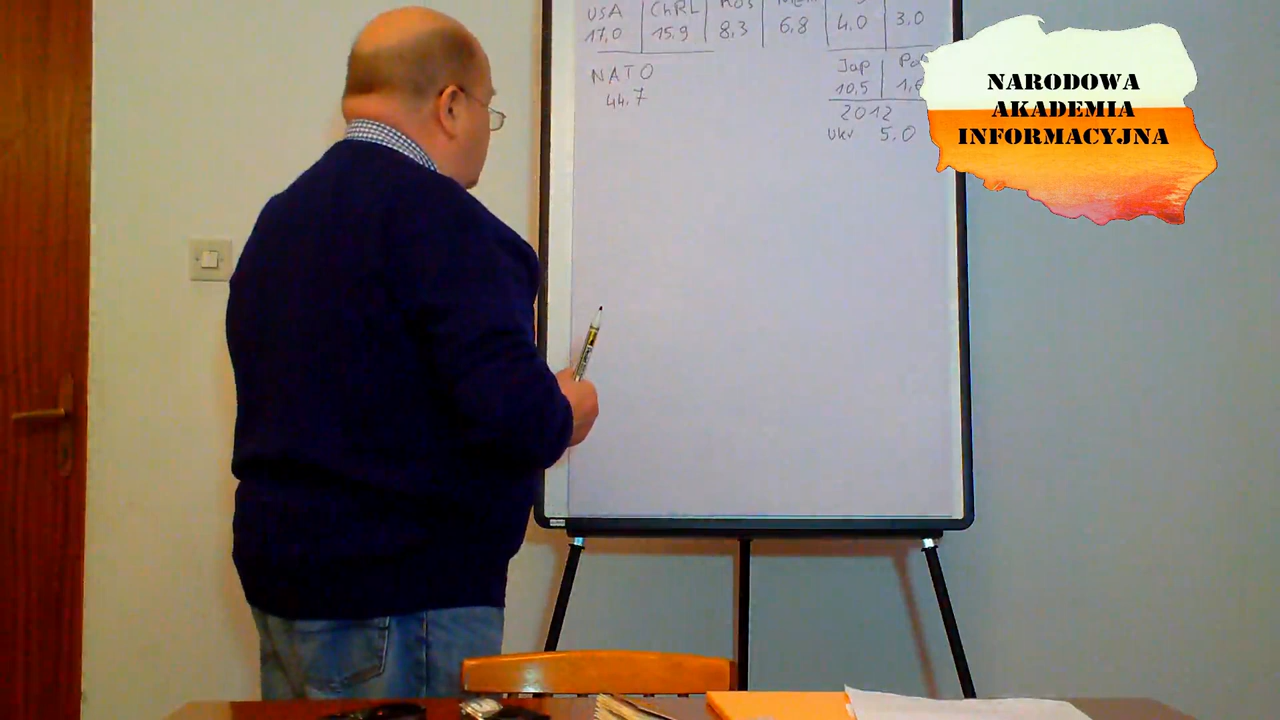 USA ChRL Ros
17,0 15,9 8,3 6,8 4,0 3,0
NATO
44,7
Jap
10,5
2012
Ukr 5,0
NARODOWA
AKADEMIA
INFORMACYJNA